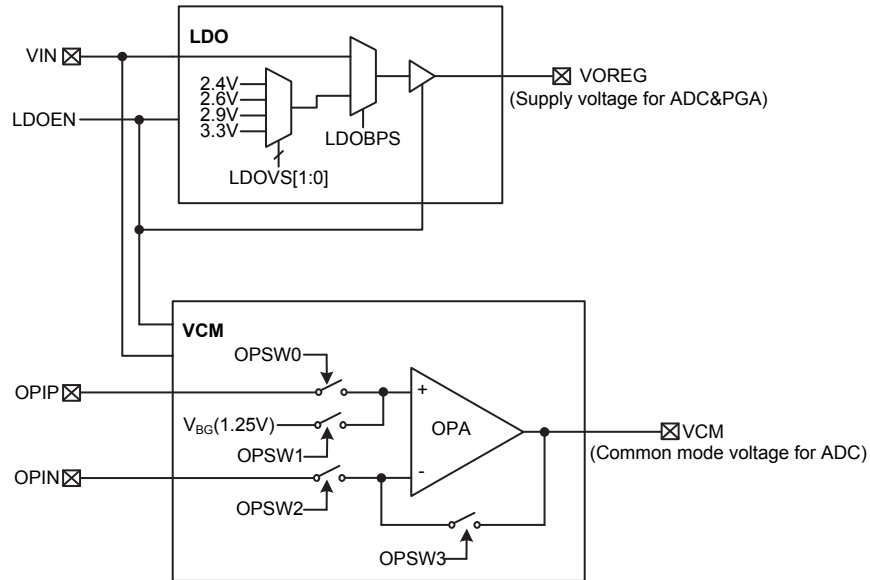 LDO
VIN
VOREG
(Supply voltage for ADC&PGA)
2.4V
2.6V
2.9V
3.3V
LDOEN
LDOBPS
LDOVS[1:0]
VCM
OPSW0
OPIP
+
VBG(1.25V)
OPA
VCM
(Common mode voltage for ADC)
OPSW1
OPIN
-
OPSW2
OPSW3